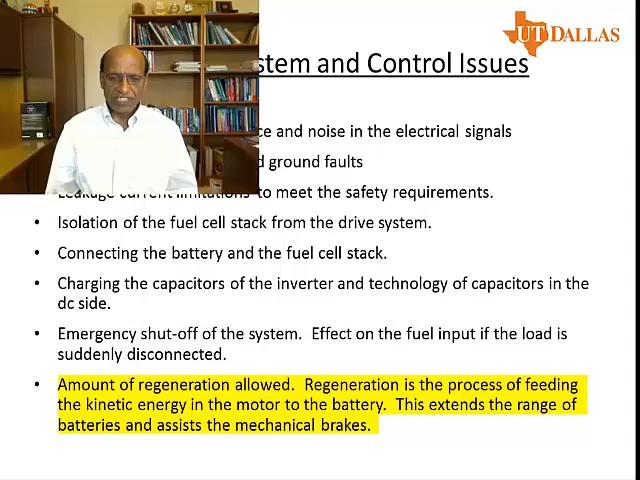 UT DALLAS
stem and Control Issues
ce and noise in the electrical signals
d ground faults
Leakage current limitations to meet the safety requirements.
• Isolation of the fuel cell stack from the drive system.
• Connecting the battery and the fuel cell stack.
• Charging the capacitors of the inverter and technology of capacitors in the
dc side.
• Emergency shut-off of the system. Effect on the fuel input if the load is
suddenly disconnected.
• Amount of regeneration allowed. Regeneration is the process of feeding
the kinetic energy in the motor to the battery. This extends the range of
batteries and assists the mechanical brakes.